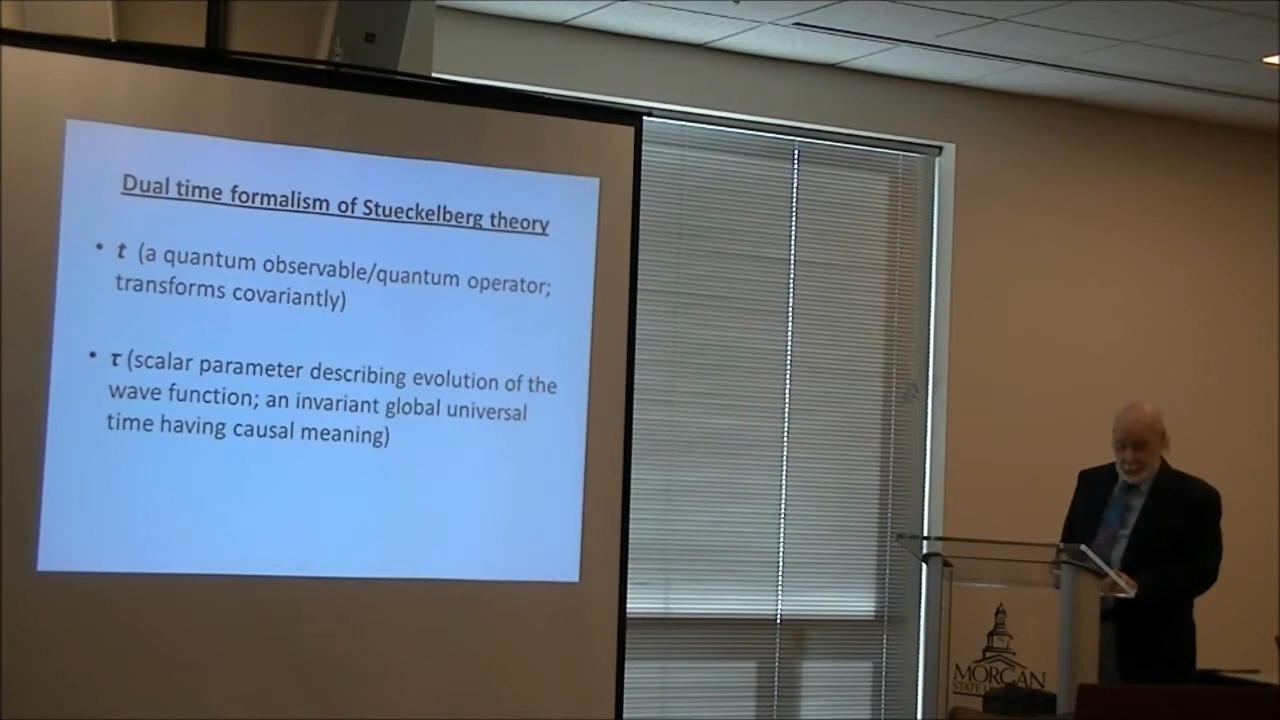 Dual time formalism of Stueckelberg theory
• t (a quantum observable/quantum operator;
transforms covariantly)
• τ (scalar parameter describing evolution of the
wave function; an invariant global universal
time having causal meaning)
MORGAN
STATE